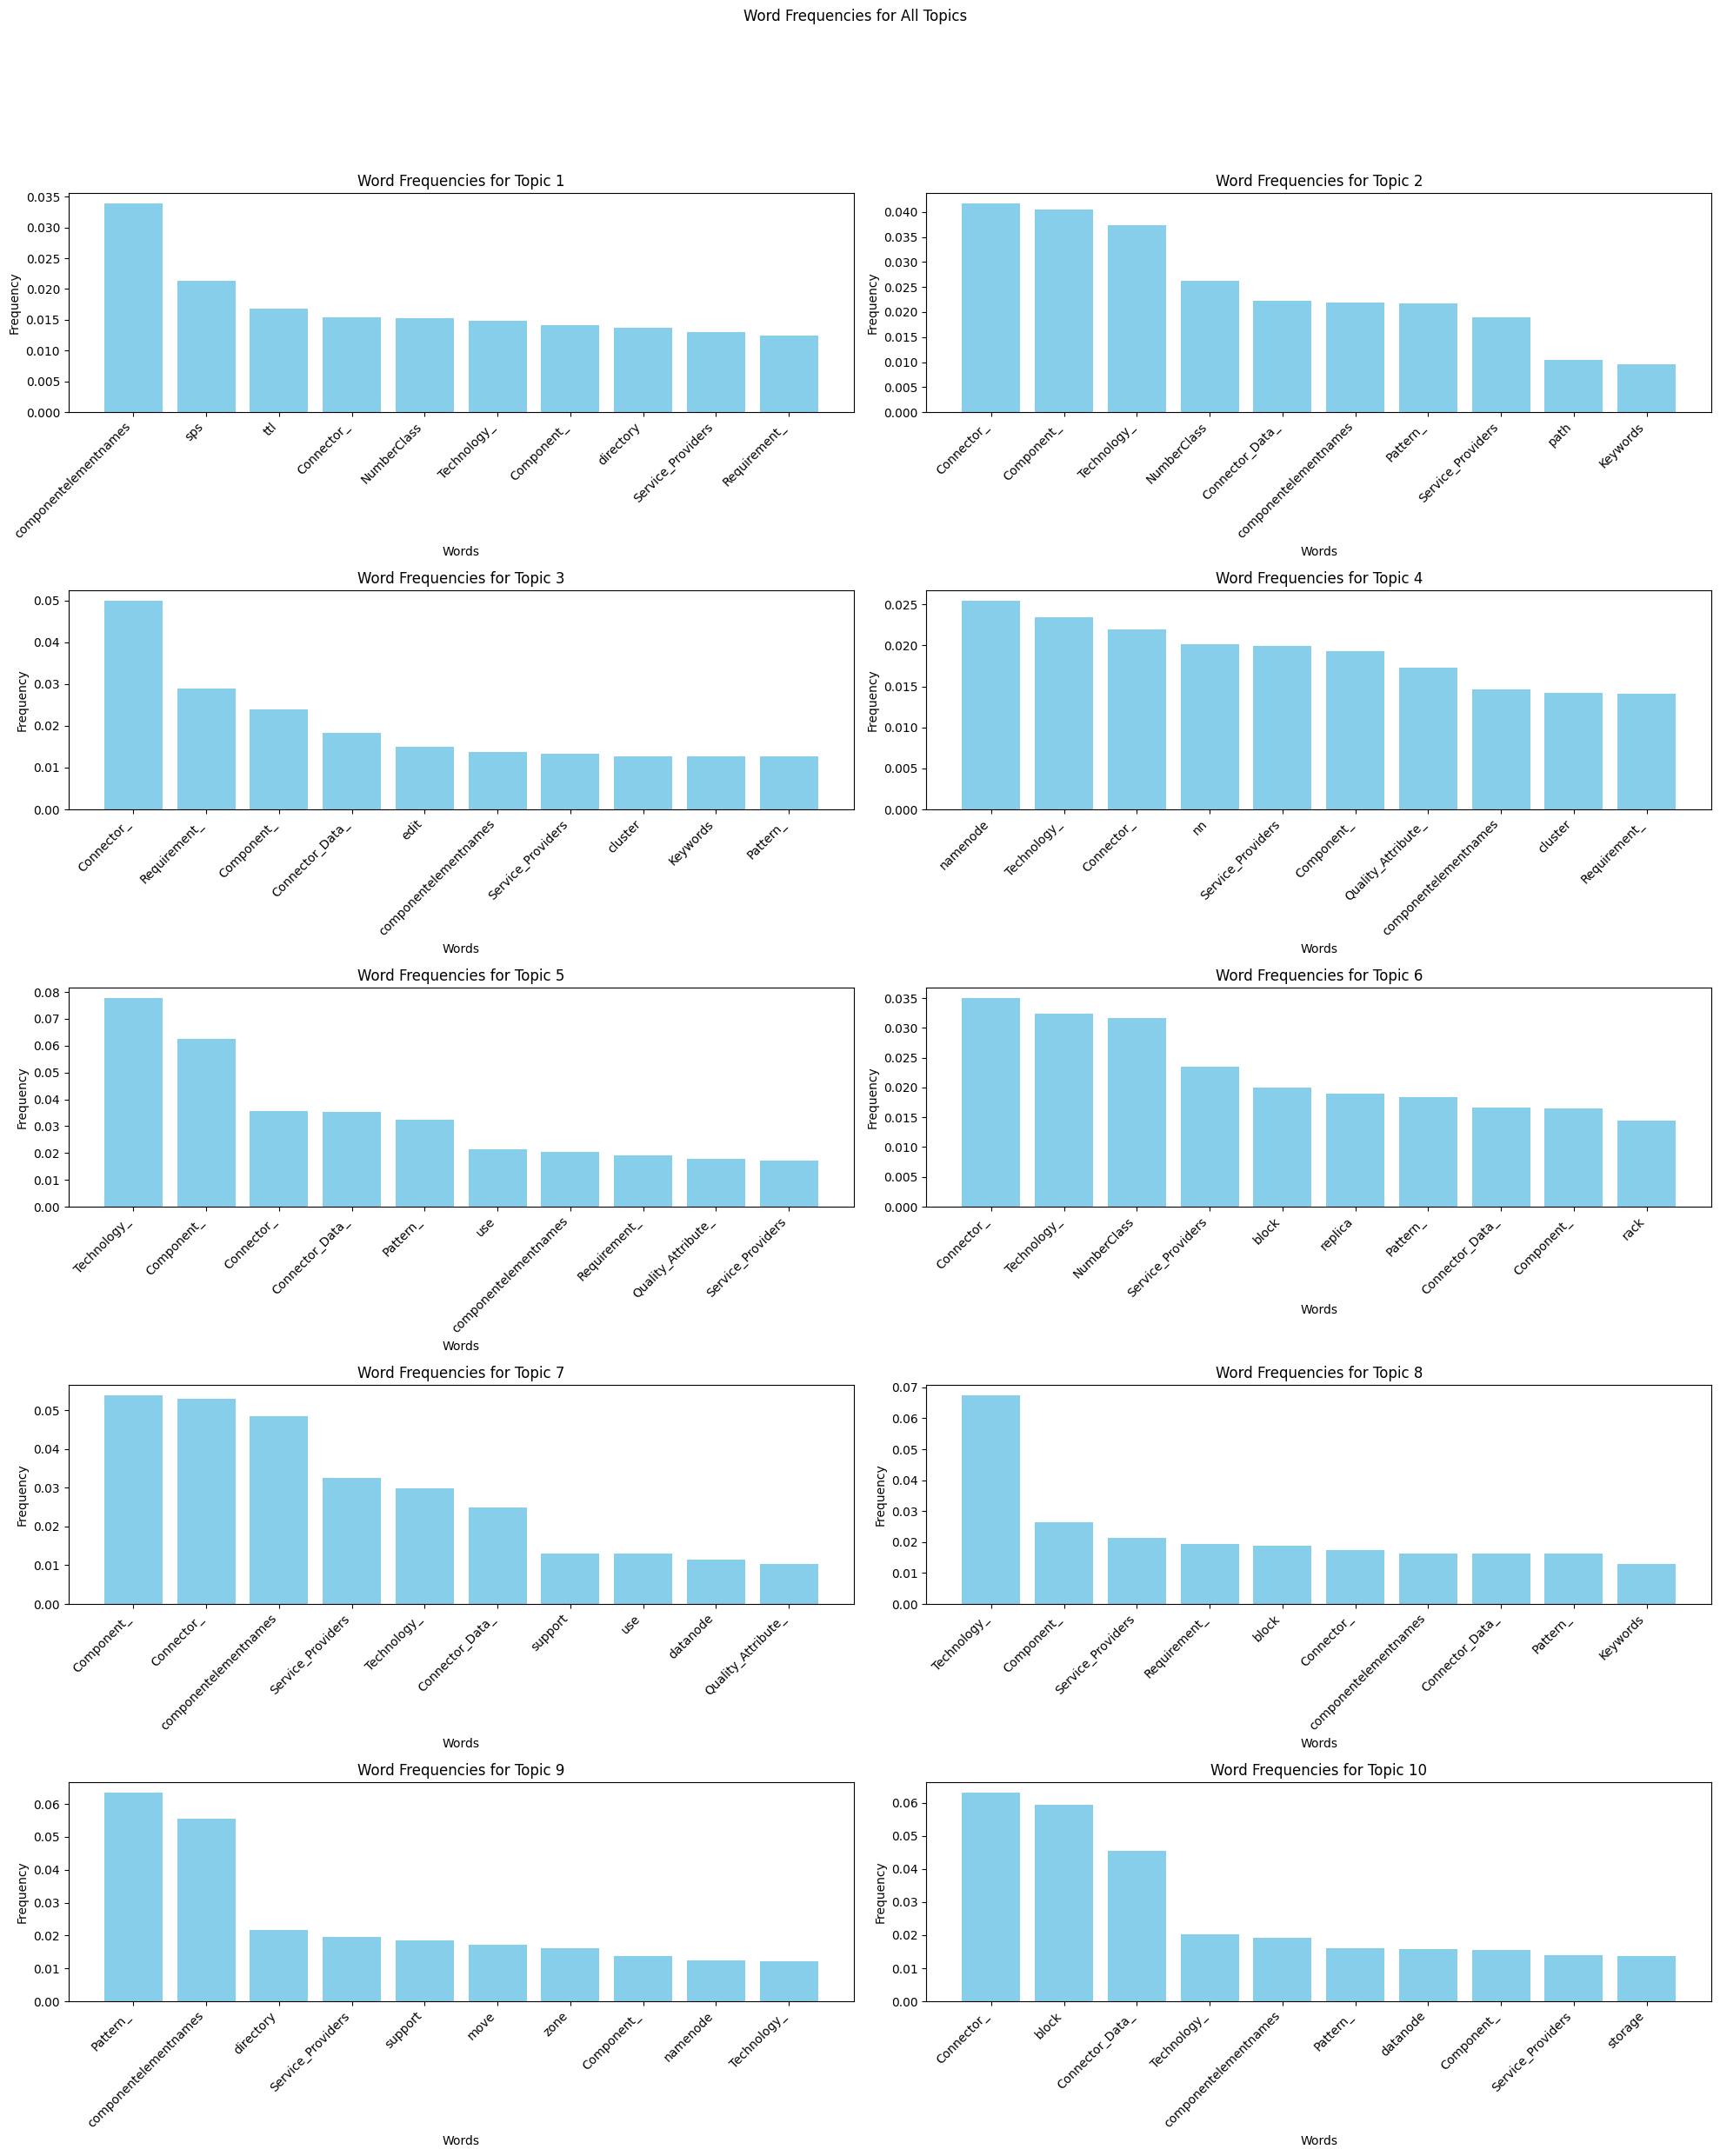 Word Frequencies for All Topics
Word Frequencies for Topic 1
Frequency
0.035
0.030
0.025
0.020
0.015
0.010
0.005
0.000
componentelementnames
sps
ttl
Connector_
NumberClass
Technology_
Component_
directory
Service_Providers
Requirement_
Words
Word Frequencies for Topic 2
Frequency
0.040
0.035
0.030
0.025
0.020
0.015
0.010
0.005
0.000
Connector_
Component_
Technology_
NumberClass
Connector_Data_
componentelementnames
Pattern_
Service_Providers
path
Keywords
Words
Word Frequencies for Topic 3
Frequency
0.05
0.04
0.03
0.02
0.01
0.00
Connector_
Requirement_
Component_
Connector_Data_
edit
componentelementnames
Service_Providers
cluster
Keywords
Pattern_
Words
Word Frequencies for Topic 4
Frequency
0.025
0.020
0.015
0.010
0.005
0.000
namenode
Technology_
Connector_
nn
Service_Providers
Component_
Quality_Attribute_
componentelementnames
cluster
Requirement_
Words
Word Frequencies for Topic 5
Frequency
0.08
0.07
0.06
0.05
0.04
0.03
0.02
0.01
0.00
Technology_
Component_
Connector_
Connector_Data_
Pattern_
use
componentelementnames
Requirement_
Quality_Attribute_
Service_Providers
Words
Word Frequencies for Topic 6
Frequency
0.035
0.030
0.025
0.020
0.015
0.010
0.005
0.000
Connector_
Technology_
NumberClass
Service_Providers
block
replica
Pattern_
Connector_Data_
Component_
rack
Words
Word Frequencies for Topic 7
Frequency
0.05
0.04
0.03
0.02
0.01
0.00
Component_
Connector_
componentelementnames
Service_Providers
Technology_
Connector_Data_
support
use
datanode
Quality_Attribute_
Words
Word Frequencies for Topic 8
Frequency
0.07
0.06
0.05
0.04
0.03
0.02
0.01
0.00
Technology_
Component_
Service_Providers
Requirement_
block
Connector_
componentelementnames
Connector_Data_
Pattern_
Keywords
Words
Word Frequencies for Topic 9
Frequency
0.06
0.05
0.04
0.03
0.02
0.01
0.00
Pattern_
componentelementnames
directory
Service_Providers
support
move
zone
Component_
namenode
Technology_
Words
Word Frequencies for Topic 10
Frequency
0.06
0.05
0.04
0.03
0.02
0.01
0.00
Connector_
block
Connector_Data_
Technology_
componentelementnames
Pattern_
datanode
Component_
Service_Providers
storage
Words